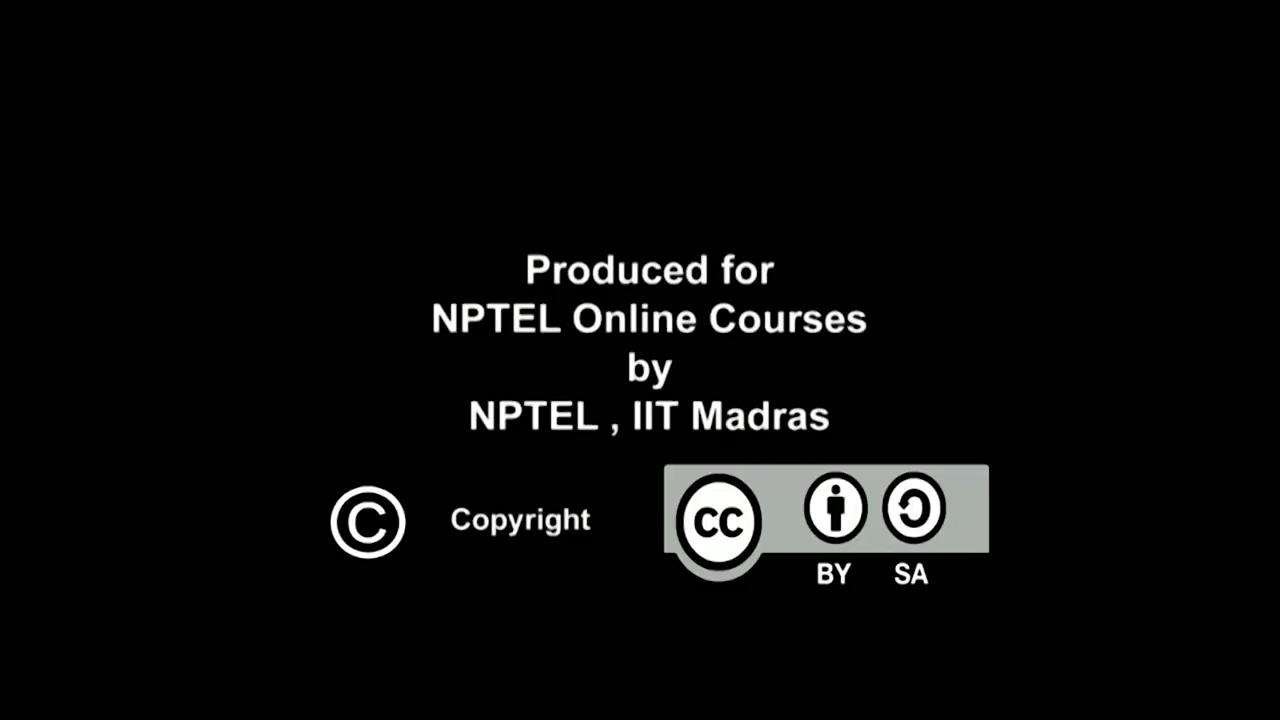 Produced for
NPTEL Online Courses
by
NPTEL , IIT Madras
© Copyright
cc
BY SA